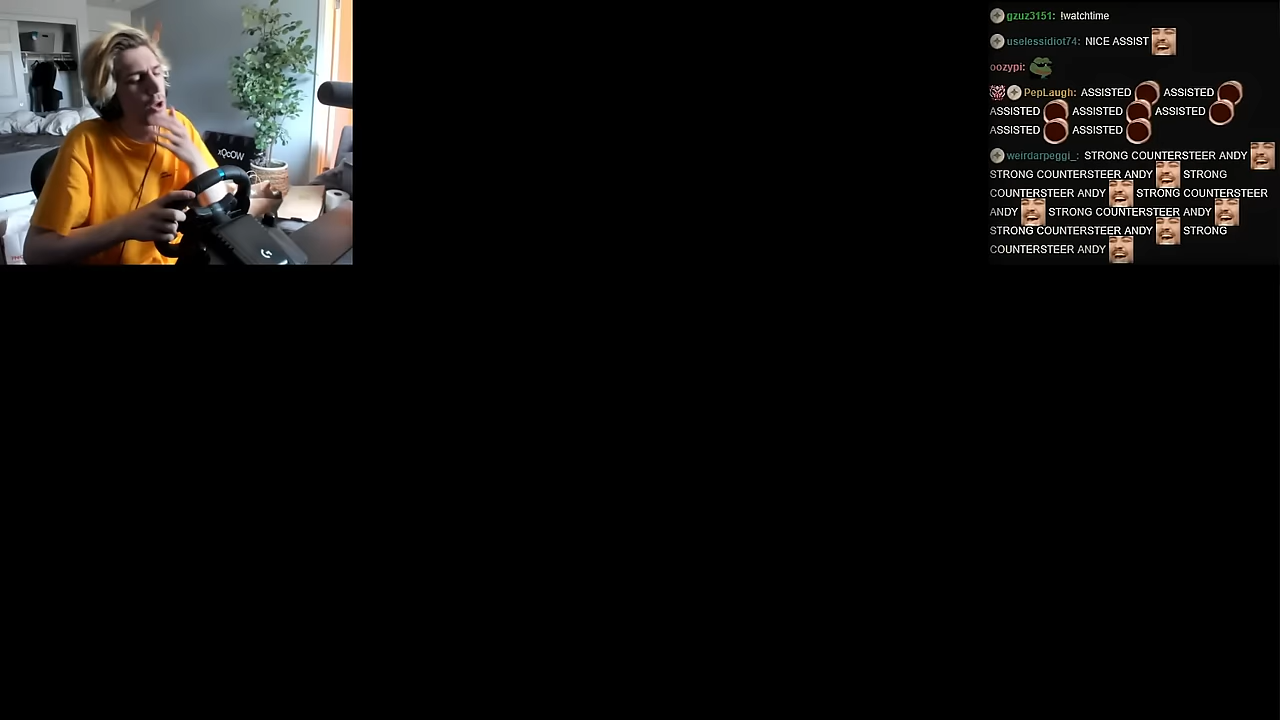 xQcOW
gzuz3151: !watchtime
uselessidiot74: NICE ASSIST
oozypi:
PepLaugh: ASSISTED ASSISTED
ASSISTED ASSISTED ASSISTED
ASSISTED ASSISTED
weirdarpeggi_: STRONG COUNTERSTEER ANDY
STRONG COUNTERSTEER ANDY STRONG
COUNTERSTEER ANDY STRONG COUNTERSTEER
ANDY STRONG COUNTERSTEER ANDY
STRONG COUNTERSTEER ANDY STRONG
COUNTERSTEER ANDY